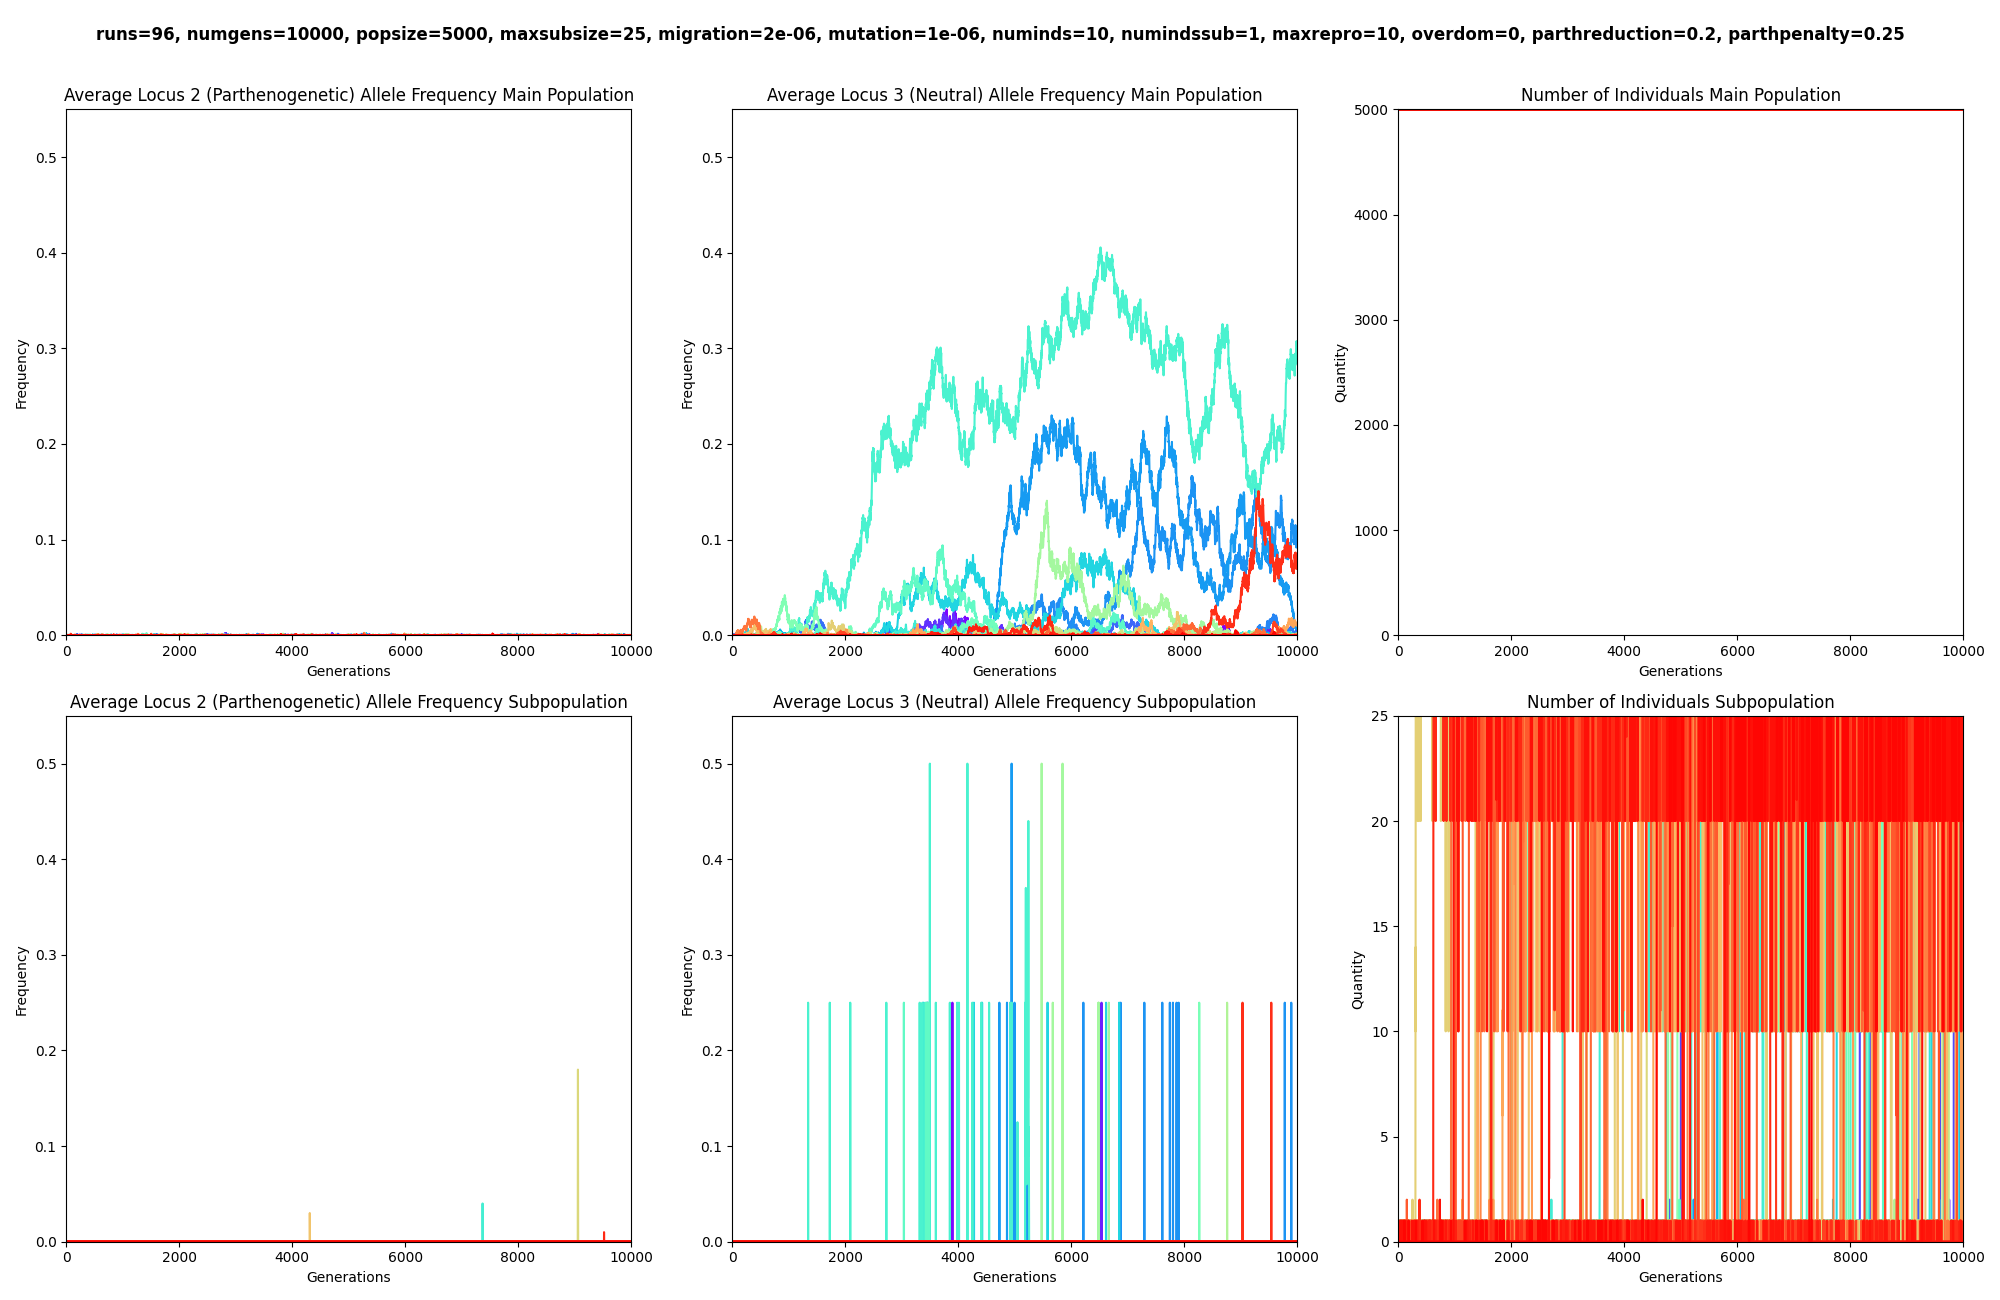 runs=96, numgens=10000, popsize=5000, maxsubsize=25, migration=2e-06, mutation=1e-06, numinds=10, numindssub=1, maxrepro=10, overdom=0, parthreduction=0.2, parthpenalty=0.25
Average Locus 2 (Parthenogenetic) Allele Frequency Main Population
0.5
0.4
0.3
0.2
0.1
0.0
Frequency
0 2000 4000 6000 8000 10000
Generations
Average Locus 3 (Neutral) Allele Frequency Main Population
0.5
0.4
0.3
0.2
0.1
0.0
Frequency
0 2000 4000 6000 8000 10000
Generations
Number of Individuals Main Population
5000
4000
3000
2000
1000
0
Quantity
0 2000 4000 6000 8000 10000
Generations
Average Locus 2 (Parthenogenetic) Allele Frequency Subpopulation
0.5
0.4
0.3
0.2
0.1
0.0
Frequency
0 2000 4000 6000 8000 10000
Generations
Average Locus 3 (Neutral) Allele Frequency Subpopulation
0.5
0.4
0.3
0.2
0.1
0.0
Frequency
0 2000 4000 6000 8000 10000
Generations
Number of Individuals Subpopulation
25
20
15
10
5
0
Quantity
0 2000 4000 6000 8000 10000
Generations